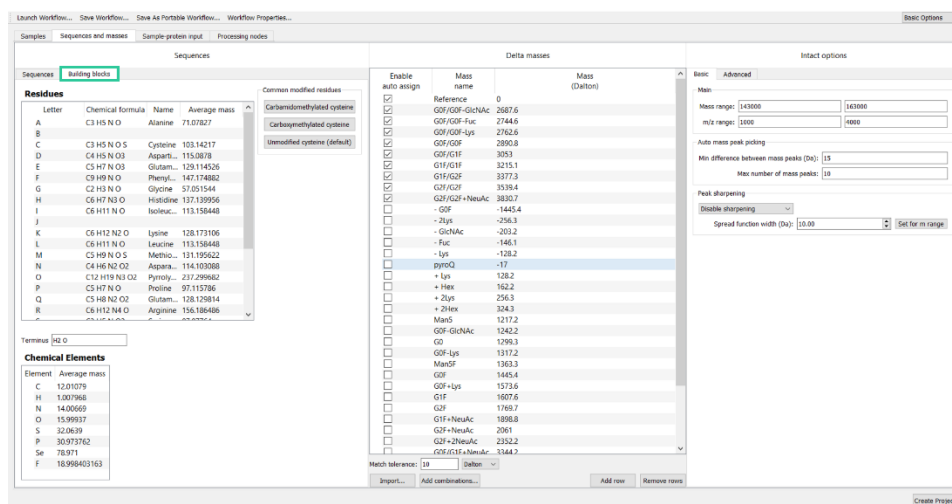 Launch Workflow... Save Workflow... Save As Portable Workflow... Workflow Properties...
Basic Options
Samples Sequences and masses Sample-protein input Processing nodes
Sequences
Sequences Building blocks
Residues
Letter Chemical formula Name Average mass
A C3 H5 N O Alanine 71.07827
B
C C3 H5 N O S Cysteine 103.14217
D C4 H5 N O3 Asparti... 115.0878
E C5 H7 N O3 Glutam... 129.114526
F C9 H9 N O Phenyl... 147.174882
G C2 H3 N O Glycine 57.051544
H C6 H7 N3 O Histidine 137.139956
I C6 H11 N O Isoleuc... 113.158448
J
K C6 H12 N2 O Lysine 128.173106
L C6 H11 N O Leucine 113.158448
M C5 H9 N O S Methio... 131.195622
N C4 H6 N2 O2 Aspara... 114.103088
O C12 H19 N3 O2 Pyrroly... 237.299682
P C5 H7 N O Proline 97.115786
Q C5 H8 N2 O2 Glutam... 128.129814
R C6 H12 N4 O Arginine 156.186486
Common modified residues
Carbamidomethylated cysteine
Carboxymethylated cysteine
Unmodified cysteine (default)
Terminus H2 O
Chemical Elements
Element Average mass
C 12.01079
H 1.007968
N 14.00669
O 15.99937
S 32.0639
P 30.973762
Se 78.971
F 18.998403163
Delta masses
Enable auto assign Mass name Mass (Dalton)
Reference 0
G0F/G0F-GlcNAc 2687.6
G0F/G0F-Fuc 2744.6
G0F/G0F-Lys 2762.6
G0F/G0F 2890.8
G0F/G1F 3053
G1F/G1F 3215.1
G1F/G2F 3377.3
G2F/G2F 3539.4
G2F/G2F+NeuAc 3830.7
- G0F -1445.4
- 2Lys -256.3
- GlcNAc -203.2
- Fuc -146.1
- Lys -128.2
pyroQ -17
+ Lys 128.2
+ Hex 162.2
+ 2Lys 256.3
+ 2Hex 324.3
Man5 1217.2
G0F-GlcNAc 1242.2
G0 1299.3
G0F-Lys 1317.2
Man5F 1363.3
G0F 1445.4
G0F+Lys 1573.6
G1F 1607.6
G2F 1769.7
G1F+NeuAc 1898.8
G2F+NeuAc 2061
G2F+2NeuAc 2352.2
G0F/G1F+NeuAc 3344.2
Match tolerance: 10 Dalton
Import... Add combinations... Add row Remove rows
Intact options
Basic Advanced
Main
Mass range: 143000 163000
m/z range: 1000 4000
Auto mass peak picking
Min difference between mass peaks (Da): 15
Max number of mass peaks: 10
Peak sharpening
Disable sharpening
Spread function width (Da): 10.00 Set for m range